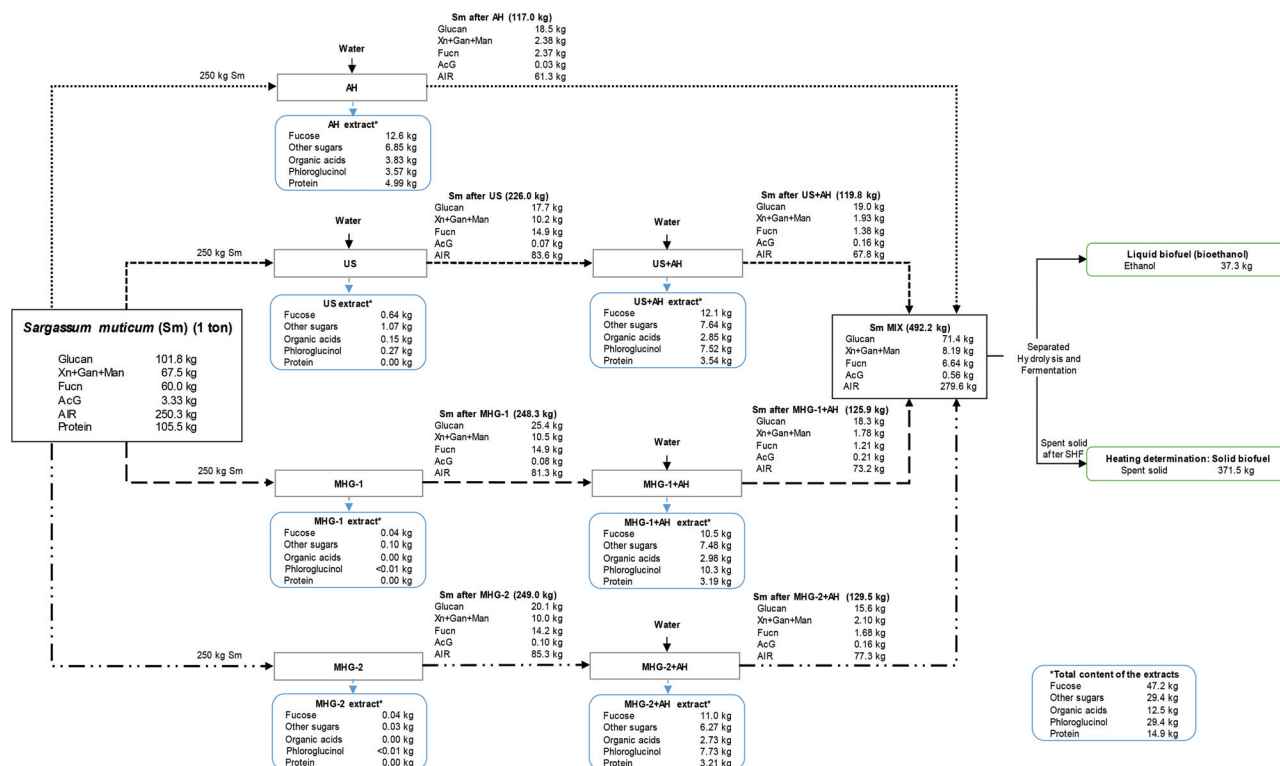 Sm after AH (117.0 kg)
Glucan 18.5 kg
Xn+Gan+Man 2.38 kg
Fucn 2.37 kg
AcG 0.03 kg
AIR 61.3 kg
Water
250 kg Sm
AH
AH extract*
Fucose 12.6 kg
Other sugars 6.85 kg
Organic acids 3.83 kg
Phloroglucinol 3.57 kg
Protein 4.99 kg
Sm after US (226.0 kg)
Glucan 17.7 kg
Xn+Gan+Man 10.2 kg
Fucn 14.9 kg
AcG 0.07 kg
AIR 83.6 kg
Sm after US+AH (119.8 kg)
Glucan 19.0 kg
Xn+Gan+Man 1.93 kg
Fucn 1.38 kg
AcG 0.16 kg
AIR 67.8 kg
Water
Water
250 kg Sm
US
US+AH
US extract*
Fucose 0.64 kg
Other sugars 1.07 kg
Organic acids 0.15 kg
Phloroglucinol 0.27 kg
Protein 0.00 kg
US+AH extract*
Fucose 12.1 kg
Other sugars 7.64 kg
Organic acids 2.85 kg
Phloroglucinol 7.52 kg
Protein 3.54 kg
Sargassum muticum (Sm) (1 ton)
Glucan 101.8 kg
Xn+Gan+Man 67.5 kg
Fucn 60.0 kg
AcG 3.33 kg
AIR 250.3 kg
Protein 105.5 kg
Sm MIX (492.2 kg)
Glucan 71.4 kg
Xn+Gan+Man 8.19 kg
Fucn 6.64 kg
AcG 0.56 kg
AIR 279.6 kg
Separated
Hydrolysis and
Fermentation
Liquid biofuel (bioethanol)
Ethanol 37.3 kg
Spent solid
after SHF
Heating determination: Solid biofuel
Spent solid 371.5 kg
Sm after MHG-1 (248.3 kg)
Glucan 25.4 kg
Xn+Gan+Man 10.5 kg
Fucn 14.9 kg
AcG 0.08 kg
AIR 81.3 kg
Sm after MHG-1+AH (125.9 kg)
Glucan 18.3 kg
Xn+Gan+Man 1.78 kg
Fucn 1.21 kg
AcG 0.21 kg
AIR 73.2 kg
Water
250 kg Sm
MHG-1
MHG-1+AH
MHG-1 extract*
Fucose 0.04 kg
Other sugars 0.10 kg
Organic acids 0.00 kg
Phloroglucinol <0.01 kg
Protein 0.00 kg
MHG-1+AH extract*
Fucose 10.5 kg
Other sugars 7.48 kg
Organic acids 2.98 kg
Phloroglucinol 10.3 kg
Protein 3.19 kg
Sm after MHG-2 (249.0 kg)
Glucan 20.1 kg
Xn+Gan+Man 10.0 kg
Fucn 14.2 kg
AcG 0.10 kg
AIR 85.3 kg
Sm after MHG-2+AH (129.5 kg)
Glucan 15.6 kg
Xn+Gan+Man 2.10 kg
Fucn 1.68 kg
AcG 0.16 kg
AIR 77.3 kg
Water
250 kg Sm
MHG-2
MHG-2+AH
MHG-2 extract*
Fucose 0.04 kg
Other sugars 0.03 kg
Organic acids 0.00 kg
Phloroglucinol <0.01 kg
Protein 0.00 kg
MHG-2+AH extract*
Fucose 11.0 kg
Other sugars 6.27 kg
Organic acids 2.73 kg
Phloroglucinol 7.73 kg
Protein 3.21 kg
*Total content of the extracts
Fucose 47.2 kg
Other sugars 29.4 kg
Organic acids 12.5 kg
Phloroglucinol 29.4 kg
Protein 14.9 kg